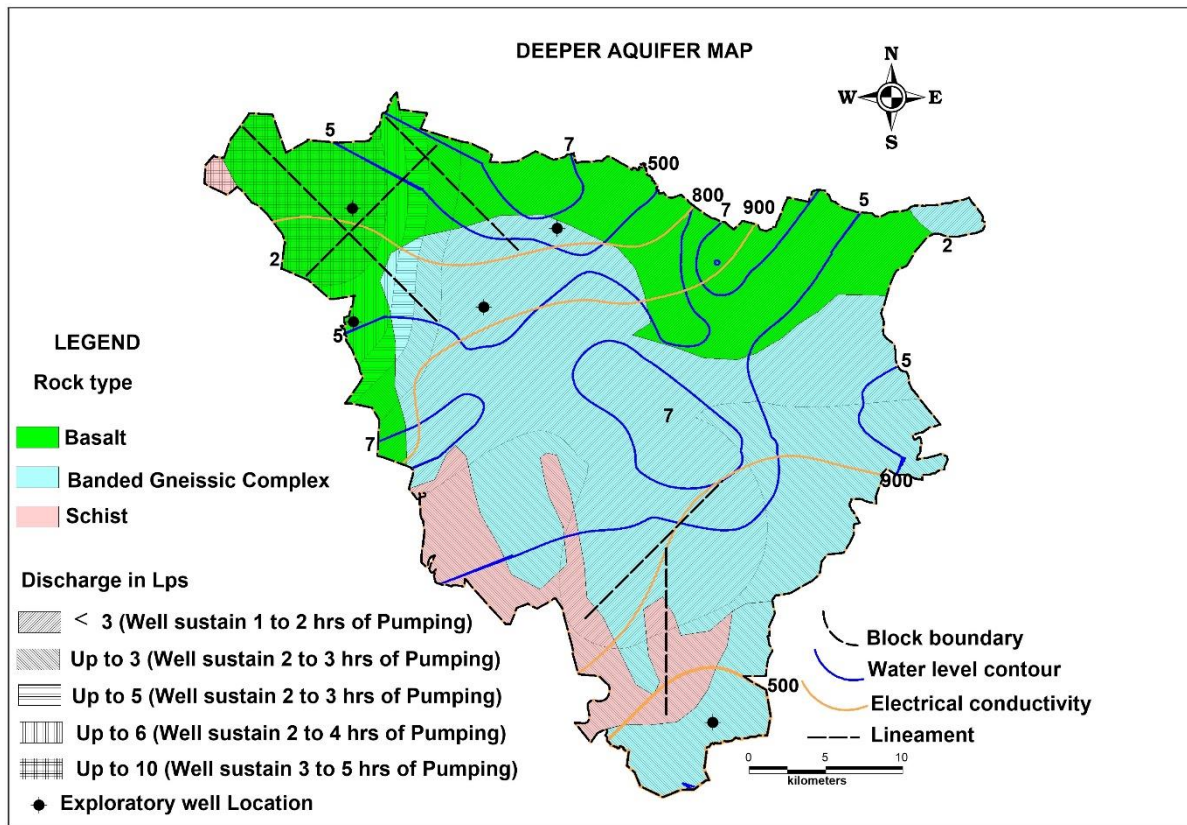 DEEPER AQUIFER MAP
N
W E
S
5
7
500
800
7
900
5
2
2
5
5
7
7
900
500
LEGEND
Rock type
Basalt
Banded Gneissic Complex
Schist
Discharge in Lps
< 3 (Well sustain 1 to 2 hrs of Pumping)
Up to 3 (Well sustain 2 to 3 hrs of Pumping)
Up to 5 (Well sustain 2 to 3 hrs of Pumping)
Up to 6 (Well sustain 2 to 4 hrs of Pumping)
Up to 10 (Well sustain 3 to 5 hrs of Pumping)
Exploratory well Location
Block boundary
Water level contour
Electrical conductivity
Lineament
0 5 10
kilometers